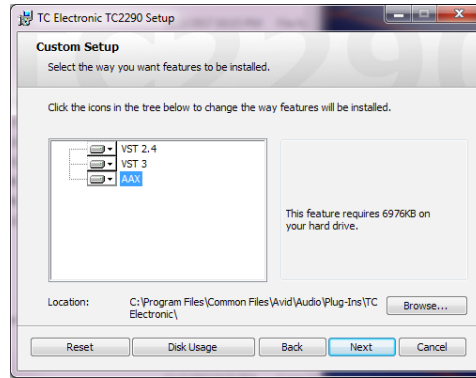 TC Electronic TC2290 Setup
Custom Setup
Select the way you want features to be installed.
Click the icons in the tree below to change the way features will be installed.
VST 2.4
VST 3
AAX
This feature requires 6976KB on
your hard drive.
Location:
C:\Program Files\Common Files\Avid\Audio\Plug-Ins\TC
Electronic\
Browse...
Reset
Disk Usage
Back
Next
Cancel